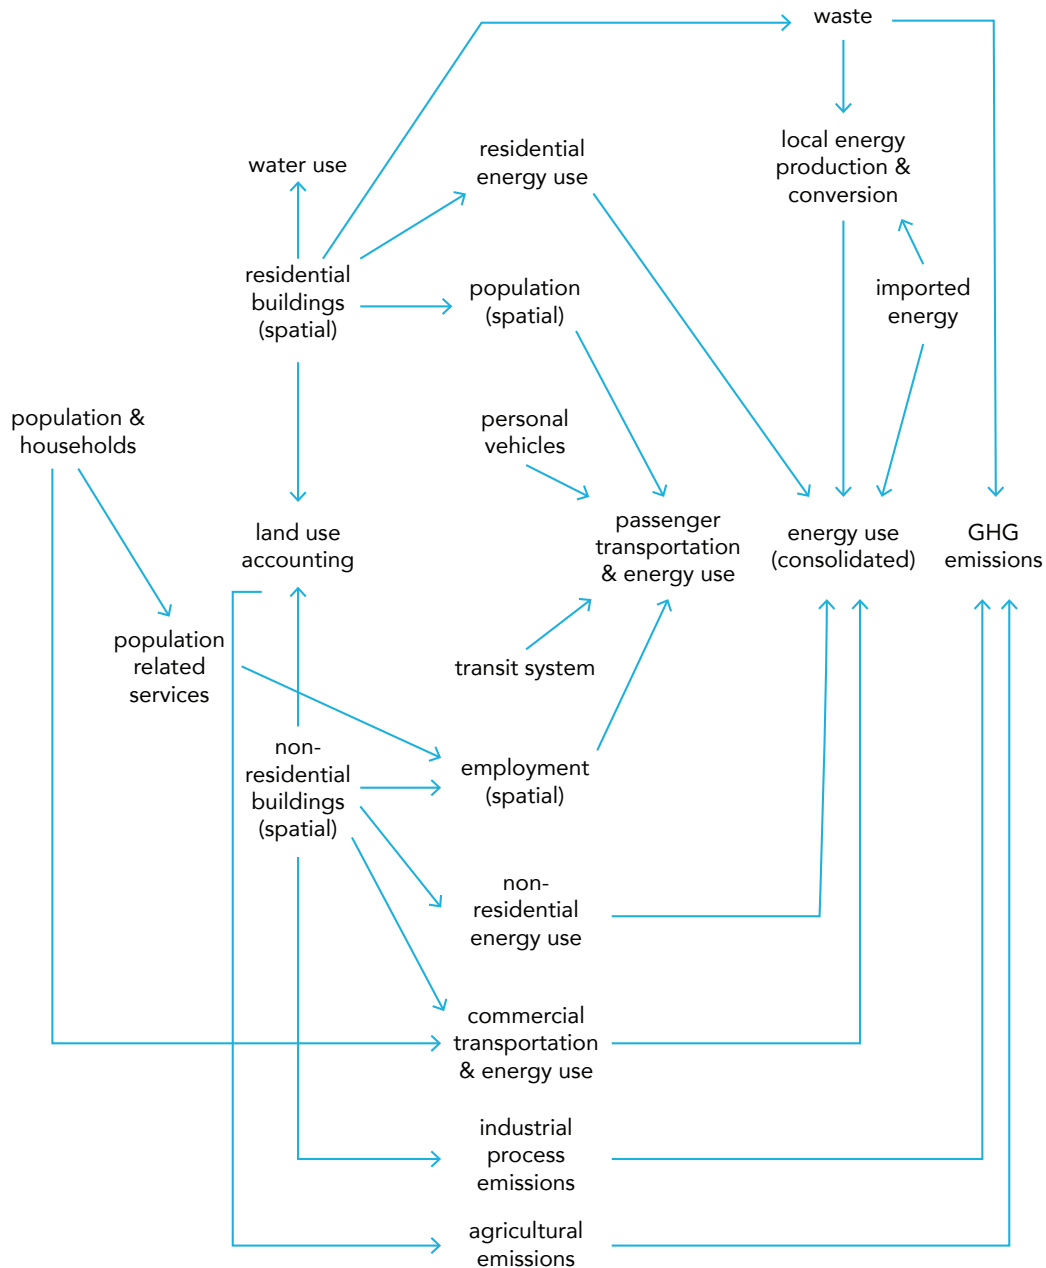 waste
local energy
production &
conversion
residential
energy use
water use
residential
buildings
(spatial)
population
(spatial)
imported
energy
population &
households
personal
vehicles
land use
accounting
passenger
transportation
& energy use
energy use
(consolidated)
GHG
emissions
population
related
services
transit system
non-
residential
buildings
(spatial)
employment
(spatial)
non-
residential
energy use
commercial
transportation
& energy use
industrial
process
emissions
agricultural
emissions